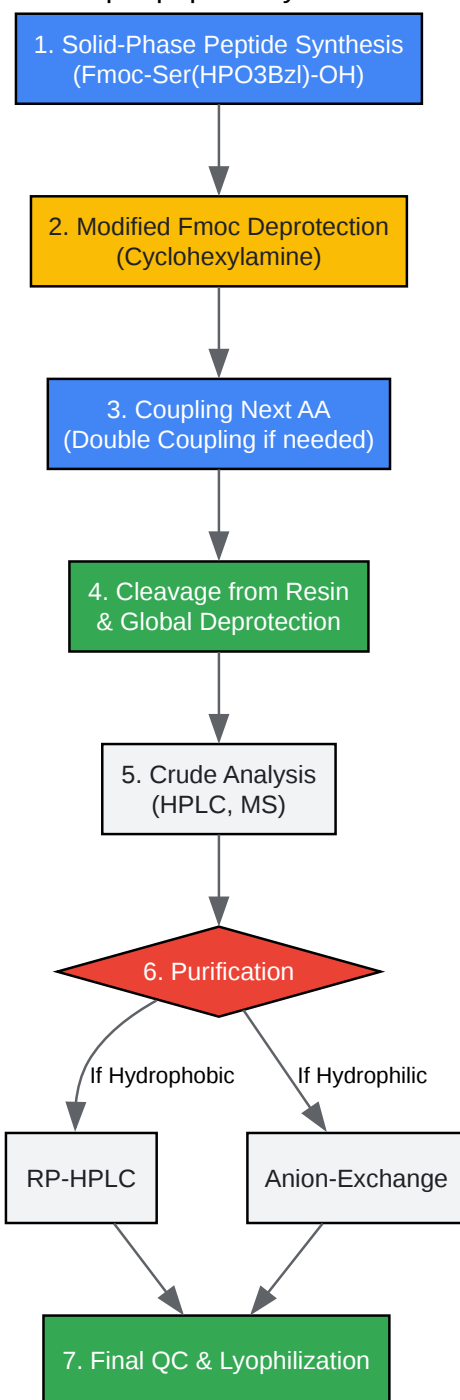 1. Solid-Phase Peptide Synthesis
(Fmoc-Ser(HPO3Bzl)-OH)
2. Modified Fmoc Deprotection
(Cyclohexylamine)
3. Coupling Next AA
(Double Coupling if needed)
4. Cleavage from Resin
& Global Deprotection
5. Crude Analysis
(HPLC, MS)
6. Purification
If Hydrophobic
If Hydrophilic
RP-HPLC
Anion-Exchange
7. Final QC & Lyophilization